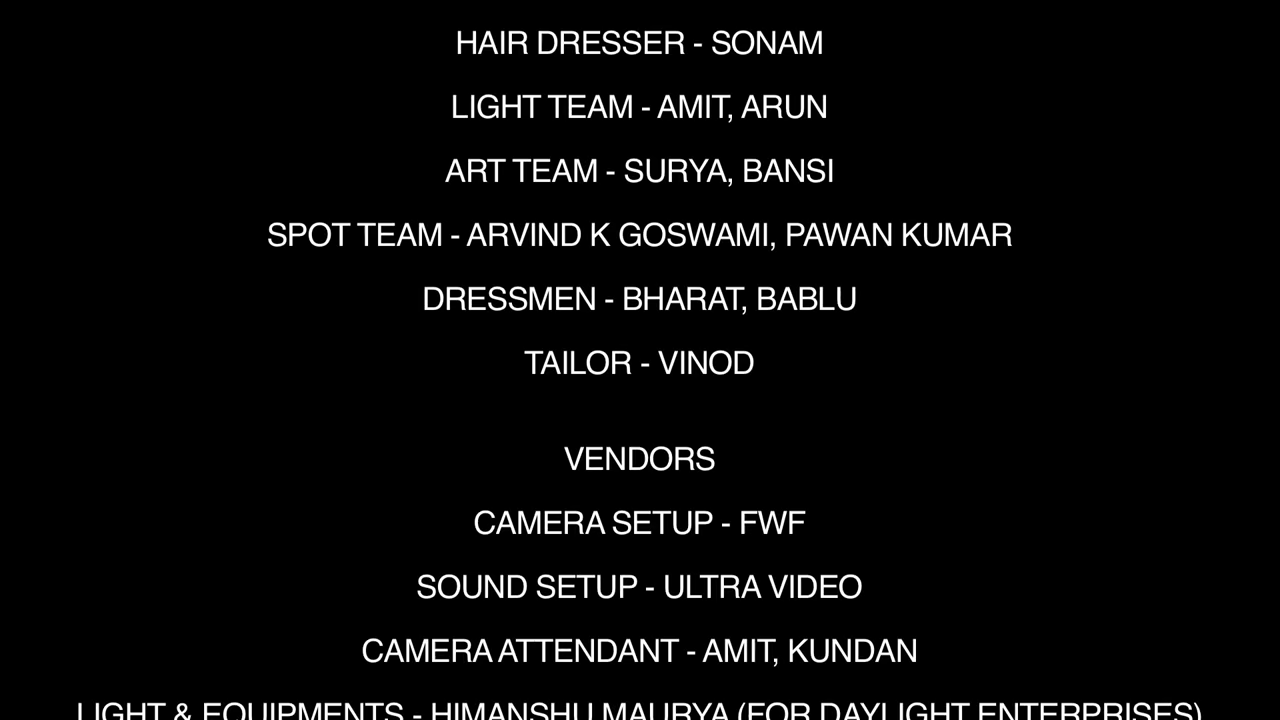 HAIR DRESSER - SONAM
LIGHT TEAM - AMIT, ARUN
ART TEAM - SURYA, BANSI
SPOT TEAM - ARVIND K GOSWAMI, PAWAN KUMAR
DRESSMEN - BHARAT, BABLU
TAILOR - VINOD
VENDORS
CAMERA SETUP - FWF
SOUND SETUP - ULTRA VIDEO
CAMERA ATTENDANT - AMIT, KUNDAN
LIGHT & EQUIPMENTS - HIMANSHU MAURYA (FOR DAYLIGHT ENTERPRISES)